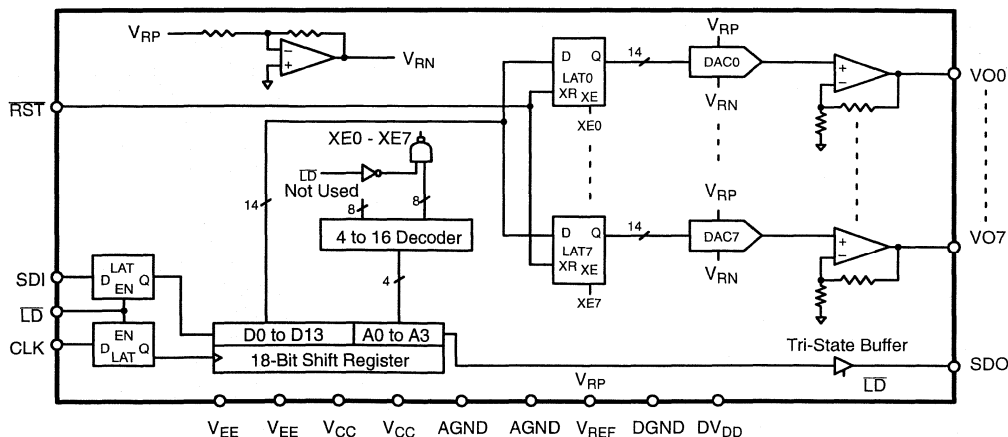 V_RP
V_RN
RST
XE0 - XE7
LD
Not Used
14
8
8
4 to 16 Decoder
4
D
Q
LAT0
XR
XE
XE0
14
V_RP
DAC0
V_RN
+
−
VO0
D
Q
LAT7
XR
XE
XE7
14
V_RP
DAC7
V_RN
+
−
VO7
−
+
SDI
LD
CLK
LAT
D
Q
EN
EN
D
Q
LAT
D0 to D13
A0 to A3
18-Bit Shift Register
Tri-State Buffer
LD
SDO
V_RP
V_EE
V_EE
V_CC
V_CC
AGND
AGND
V_REF
DGND
DV_DD